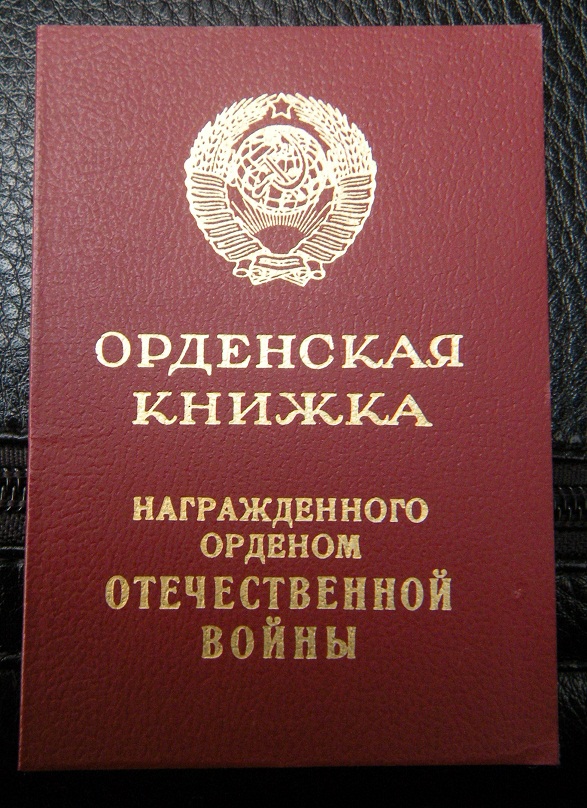 ОРДЕНСКАЯ
КНИЖКА
НАГРАЖДЕННОГО
ОРДЕНОМ
ОТЕЧЕСТВЕННОЙ
ВОЙНЫ